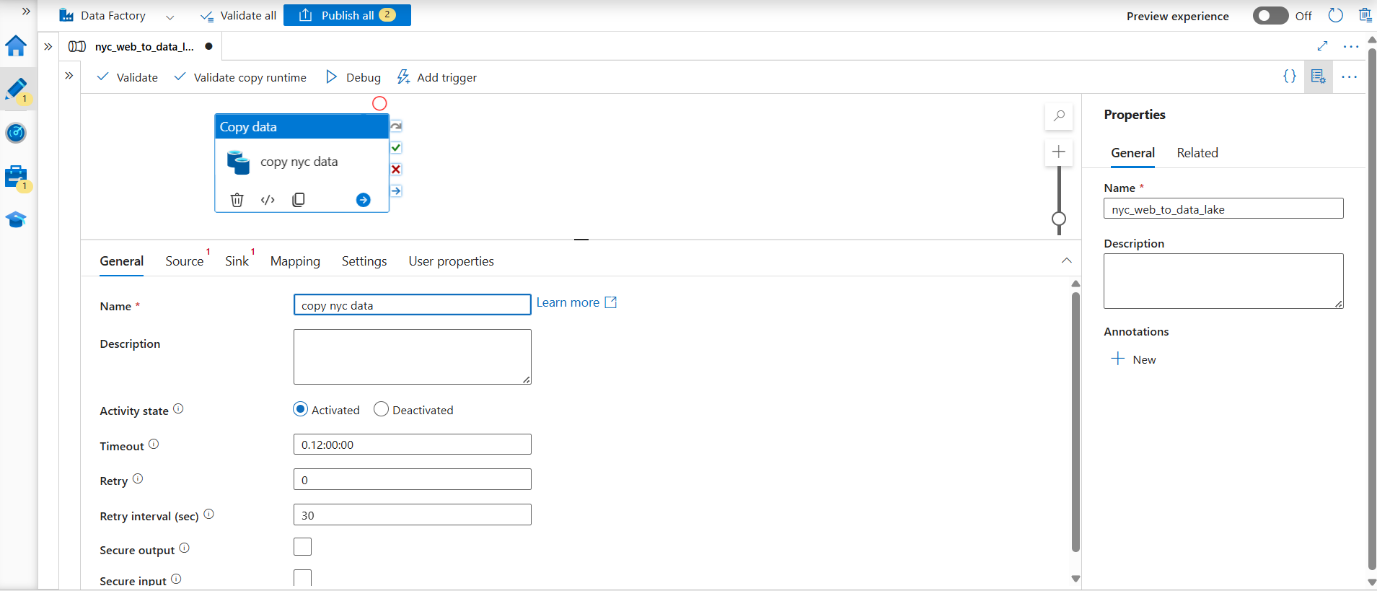 Data Factory Validate all Publish all 2 Preview experience Off
nyc_web_to_data_l...
Validate Validate copy runtime Debug Add trigger
1
1
Copy data
copy nyc data
General Source 1 Sink 1 Mapping Settings User properties
Name * copy nyc data Learn more
Description
Activity state Activated Deactivated
Timeout 0.12:00:00
Retry 0
Retry interval (sec) 30
Secure output
Secure input
Properties
General Related
Name *
nyc_web_to_data_lake
Description
Annotations
New